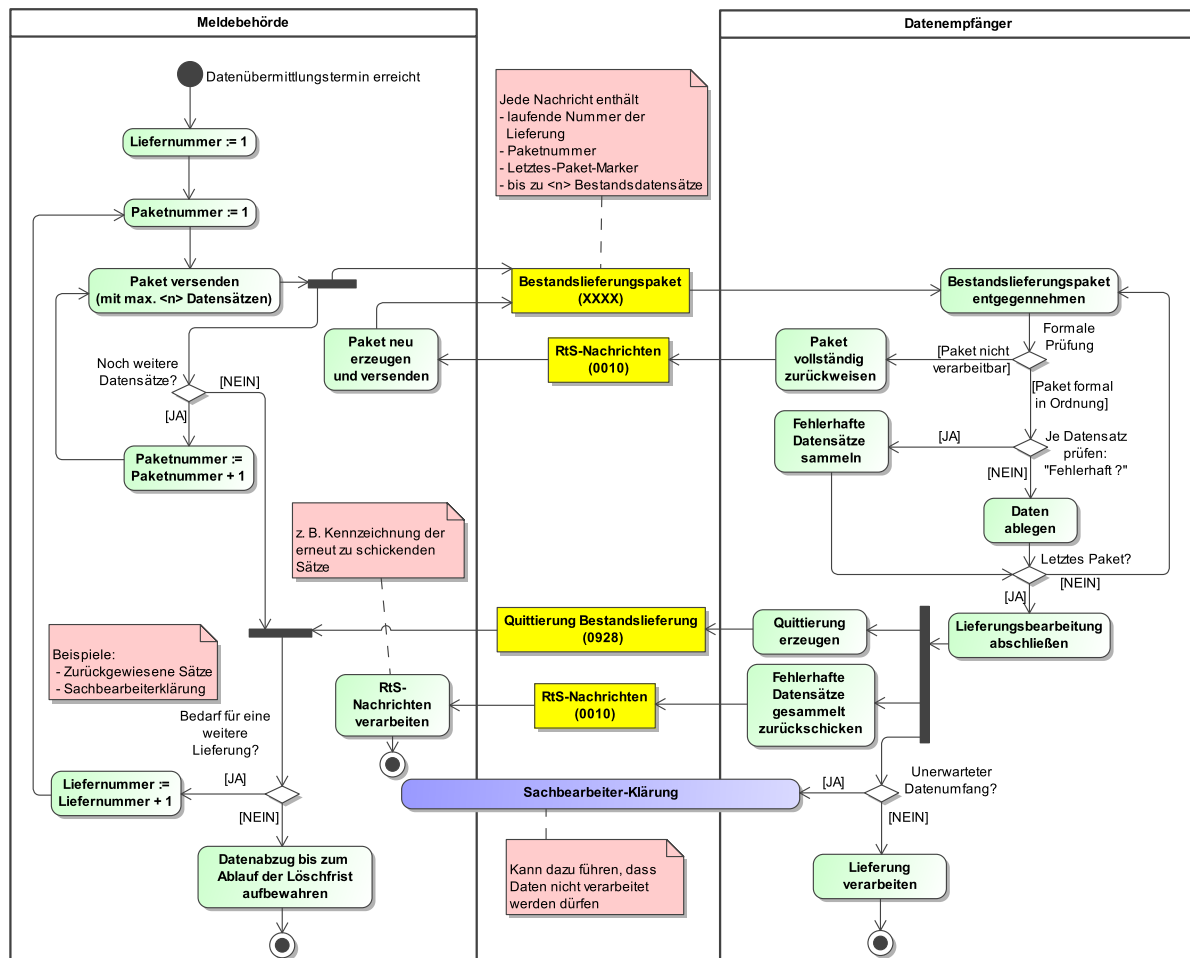 Meldebehörde
Datenempfänger
Datenübermittlungstermin erreicht
Liefernummer := 1
Paketnummer := 1
Paket versenden
(mit max. <n> Datensätzen)
Noch weitere
Datensätze?
[NEIN]
[JA]
Paketnummer :=
Paketnummer + 1
Jede Nachricht enthält
- laufende Nummer der
Lieferung
- Paketnummer
- Letztes-Paket-Marker
- bis zu <n> Bestandsdatensätze
Bestandslieferungspaket
(XXXX)
Paket neu
erzeugen
und versenden
RtS-Nachrichten
(0010)
Paket
vollständig
zurückweisen
Bestandslieferungspaket
entgegennehmen
Formale
Prüfung
[Paket nicht
verarbeitbar]
[Paket formal
in Ordnung]
Fehlerhafte
Datensätze
sammeln
[JA]
Je Datensatz
prüfen:
"Fehlerhaft ?"
[NEIN]
Daten
ablegen
Letztes Paket?
[NEIN]
[JA]
z. B. Kennzeichnung der
erneut zu schickenden
Sätze
Quittierung Bestandslieferung
(0928)
Quittierung
erzeugen
Lieferungsbearbeitung
abschließen
Beispiele:
- Zurückgewiesene Sätze
- Sachbearbeiterklärung
RtS-
Nachrichten
verarbeiten
RtS-Nachrichten
(0010)
Fehlerhafte
Datensätze
gesammelt
zurückschicken
Bedarf für eine
weitere
Lieferung?
[JA]
Liefernummer :=
Liefernummer + 1
[NEIN]
Sachbearbeiter-Klärung
[JA]
Unerwarteter
Datenumfang?
[NEIN]
Datenabzug bis zum
Ablauf der Löschfrist
aufbewahren
Kann dazu führen, dass
Daten nicht verarbeitet
werden dürfen
Lieferung
verarbeiten